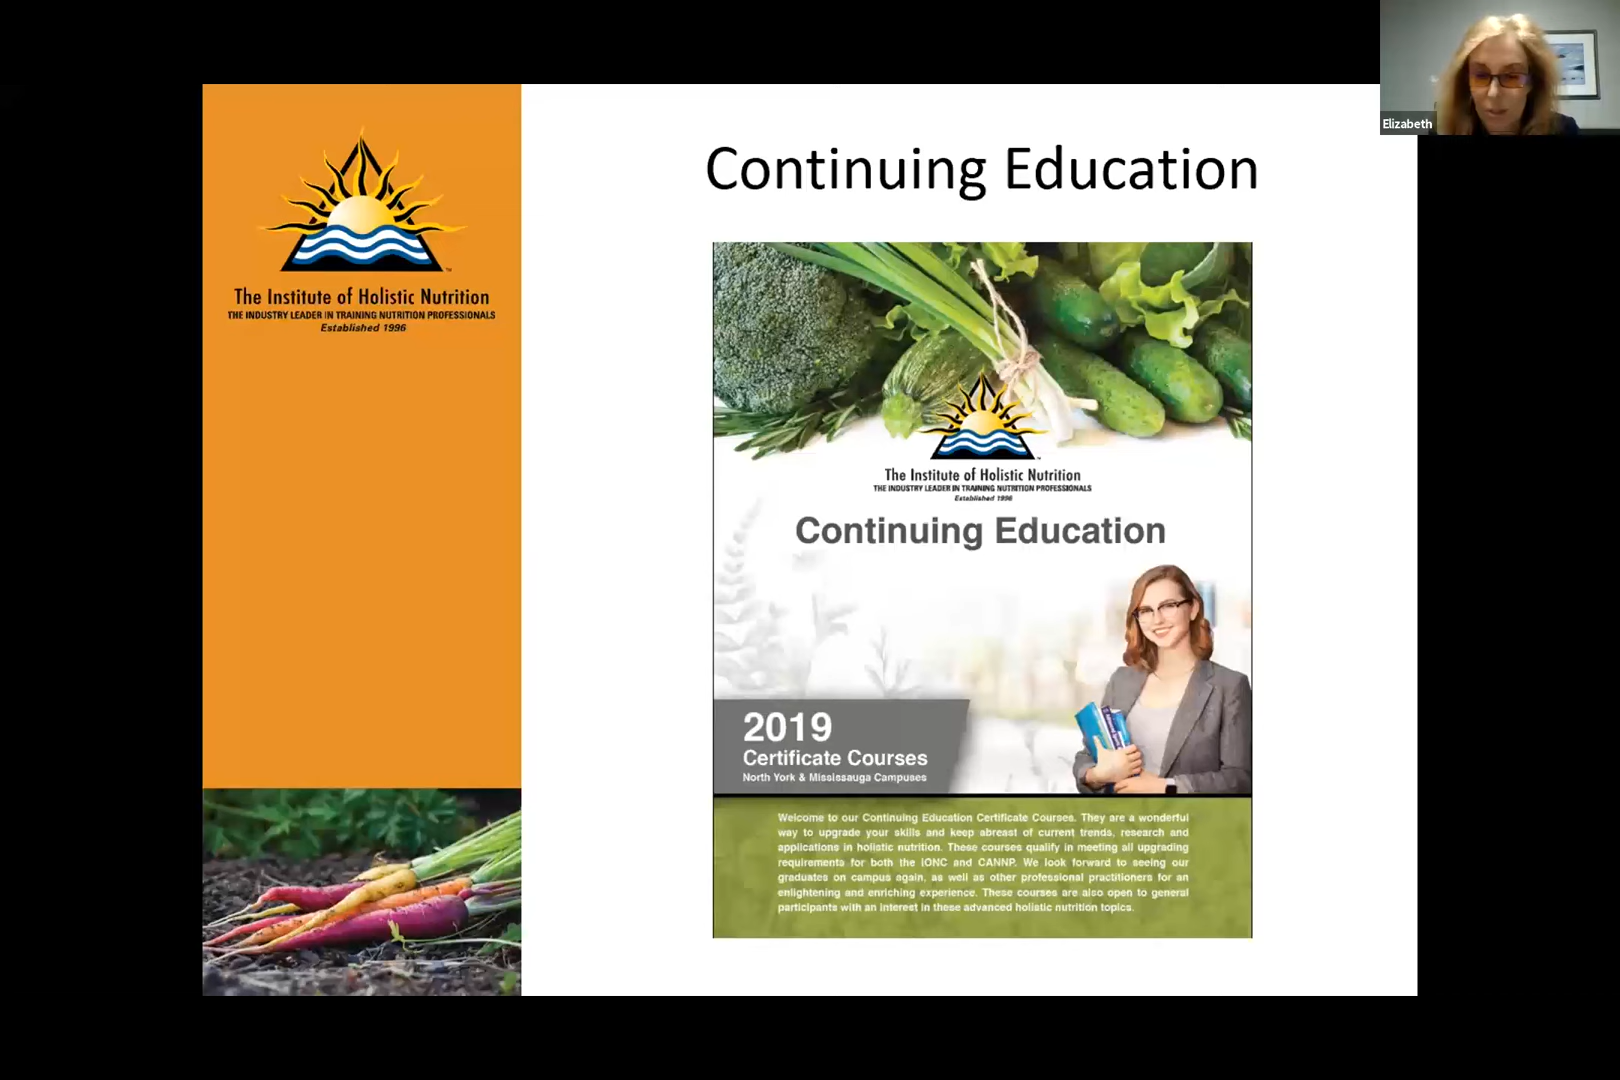 Elizabeth
Continuing Education
The Institute of Holistic Nutrition
THE INDUSTRY LEADER IN TRAINING NUTRITION PROFESSIONALS
Established 1996
The Institute of Holistic Nutrition
THE INDUSTRY LEADER IN TRAINING NUTRITION PROFESSIONALS
Established 1996
Continuing Education
2019
Certificate Courses
North York & Mississauga Campuses
Welcome to our Continuing Education Certificate Courses. They are a wonderful
way to upgrade your skills and keep abreast of current trends, research and
applications in holistic nutrition. These courses qualify in meeting all upgrading
requirements for both the IONC and CANNP. We look forward to seeing our
graduates on campus again, as well as other professional practitioners for an
enlightening and enriching experience. These courses are also open to general
participants with an interest in these advanced holistic nutrition topics.